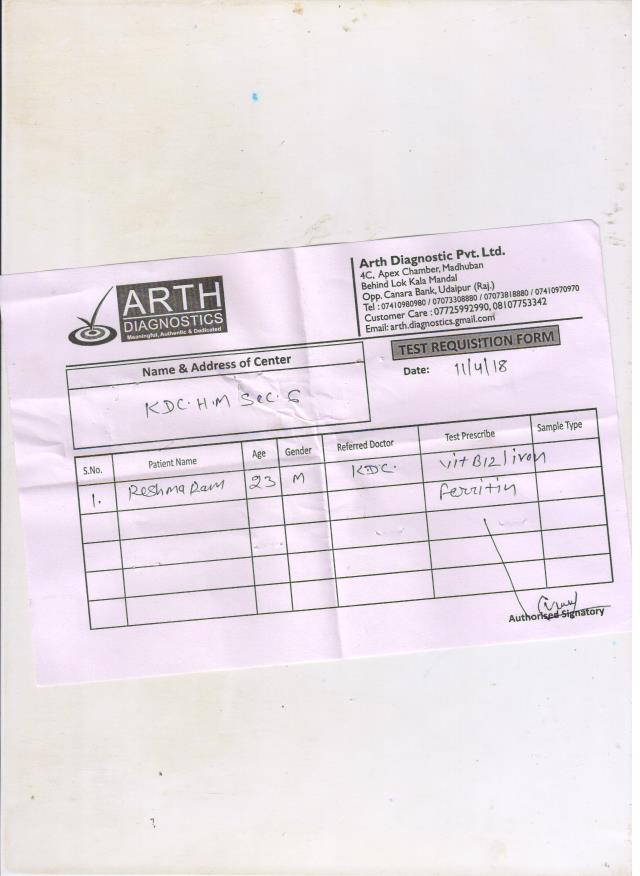 ARTH
DIAGNOSTICS
Meaningful, Authentic & Dedicated
Arth Diagnostic Pvt. Ltd.
4C, Apex Chamber, Madhuban
Behind Lok Kala Mandal
Opp. Canara Bank, Udaipur (Raj.)
Tel : 07410980980 / 07073308880 / 07073818880 / 07410970970
Customer Care : 07725992990, 08107753342
Email: arth.diagnostics.gmail.com
TEST REQUISITION FORM
Date: 11/4/18
Name & Address of Center
KDC. H.M Sec. 6
S.No. Patient Name Age Gender Referred Doctor Test Prescribe Sample Type
1. Reshma Ram 23 M KDC. Vit B12/iron
ferritin
Authorised Signatory